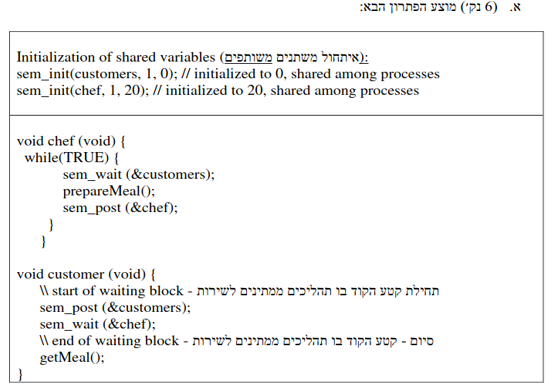 א. (6 נק') מוצע הפתרון הבא:
Initialization of shared variables (איתחול משתנים משותפים):
sem_init(customers, 1, 0); // initialized to 0, shared among processes
sem_init(chef, 1, 20); // initialized to 20, shared among processes
void chef (void) {
while(TRUE) {
sem_wait (&customers);
prepareMeal();
sem_post (&chef);
}
}
void customer (void) {
\\ start of waiting block - תחילת קטע הקוד בו תהליכים ממתינים לשירות
sem_post (&customers);
sem_wait (&chef);
\\ end of waiting block - סיום - קטע הקוד בו תהליכים ממתינים לשירות
getMeal();
}